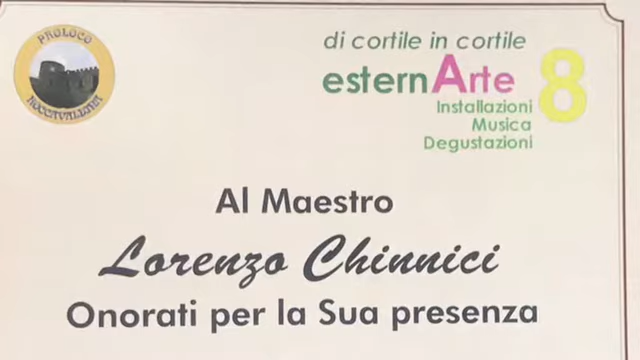 PROLOCO
ROCCAVALDINA
di cortile in cortile
esternArte 8
Installazioni
Musica
Degustazioni
Al Maestro
Lorenzo Chinnici
Onorati per la Sua presenza